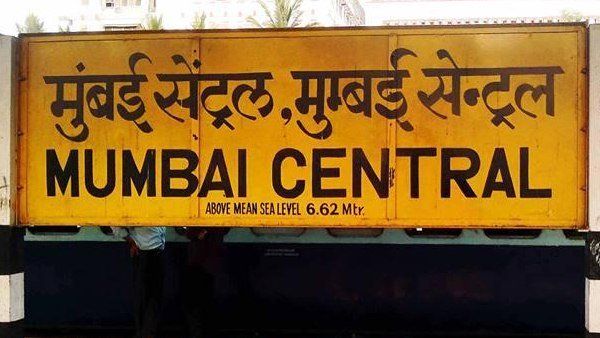 मुंबई सेंट्रल, मुम्बई सेन्ट्रल
MUMBAI CENTRAL
ABOVE MEAN SEA LEVEL 6.62 Mtr.